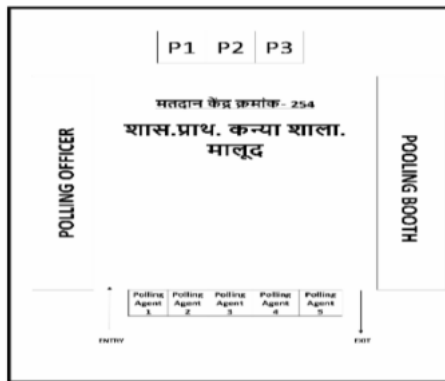 P1 P2 P3
मतदान केंद्र क्रमांक- 254
शास.प्राथ. कन्या शाला.
मालूद
POLLING OFFICER
POOLING BOOTH
Polling Agent 1
Polling Agent 2
Polling Agent 3
Polling Agent 4
Polling Agent 5
ENTRY
EXIT